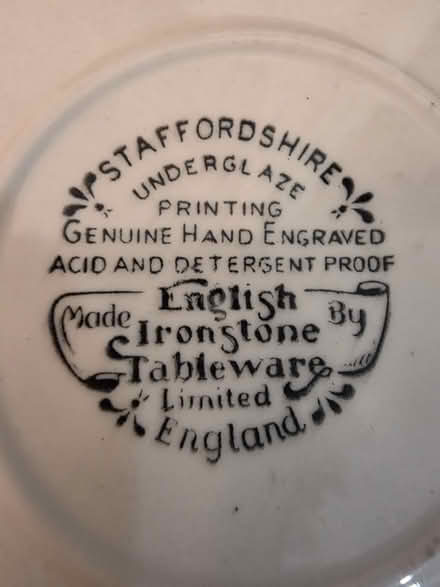 STAFFORDSHIRE
UNDERGLAZE
PRINTING
GENUINE HAND ENGRAVED
ACID AND DETERGENT PROOF
Made English By
Ironstone
Tableware
Limited
England